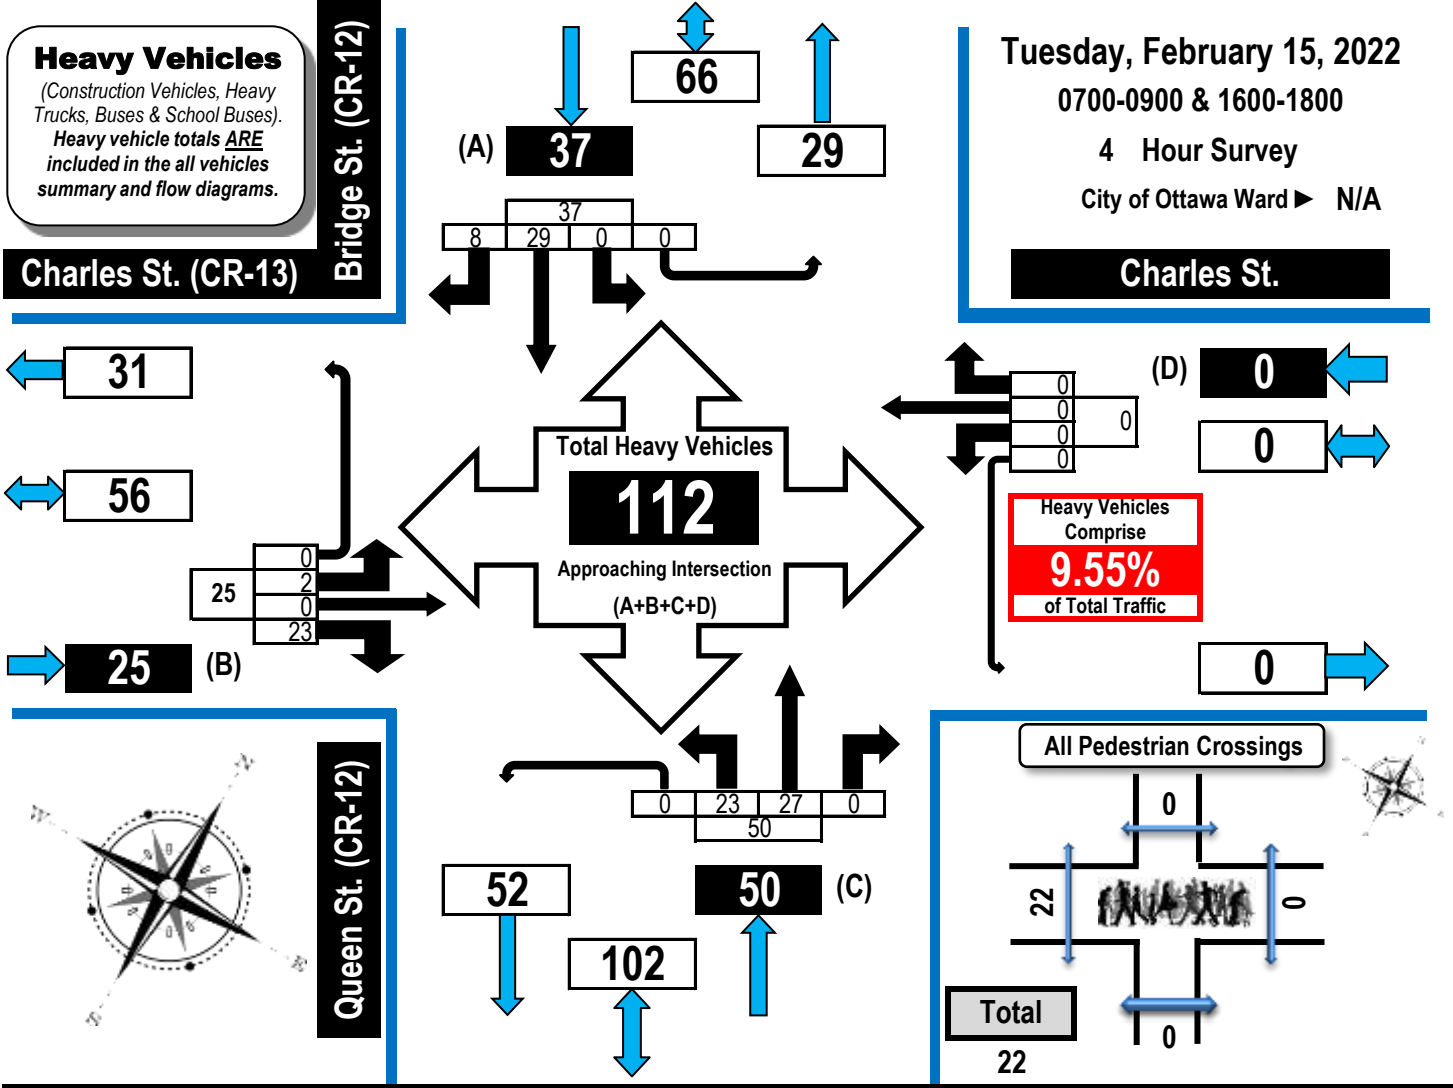 Heavy Vehicles
(Construction Vehicles, Heavy
Trucks, Buses & School Buses).
Heavy vehicle totals ARE
included in the all vehicles
summary and flow diagrams.
Bridge St. (CR-12)
Charles St. (CR-13)
66
(A) 37
29
37
8 29 0 0
Tuesday, February 15, 2022
0700-0900 & 1600-1800
4 Hour Survey
City of Ottawa Ward ► N/A
Charles St.
31
56
0
2
0
23
25
25 (B)
Total Heavy Vehicles
112
Approaching Intersection
(A+B+C+D)
(D) 0
0
0
0
0
0
0
Heavy Vehicles
Comprise
9.55%
of Total Traffic
0
Queen St. (CR-12)
N
W
E
S
0 23 27 0
50
52
50 (C)
102
All Pedestrian Crossings
0
22
0
0
Total
22